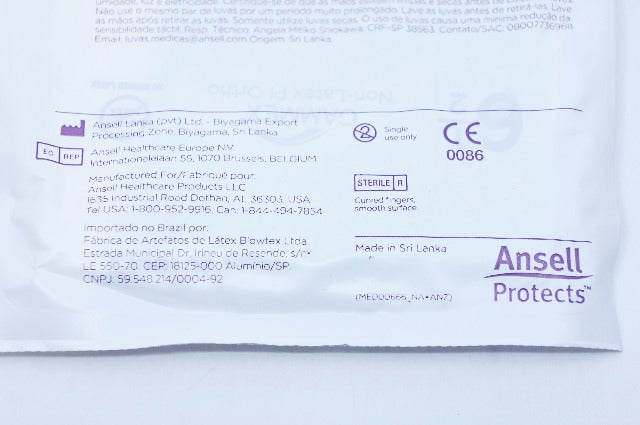 umidade, luz e eletricidade. Certifique-se de que as mãos estejam limpas e secas antes de
Não use o mesmo par de luvas por um período muito prolongado. Lave as luvas antes de retirá-las. Lave
as mãos após retirar as luvas. Somente utilize luvas secas. O uso de luvas causa uma mínima redução da
sensibilidade táctil. Resp. Técnico: Angela Mitiko Shiokawa. CRF-SP 38563. Contato/SAC: 08007736968
Email: luvas.medicas@ansell.com Origem: Sri Lanka
Ansell Lanka (pvt) Ltd. - Biyagama Export
Processing Zone, Biyagama, Sri Lanka
Ec REP
Ansell Healthcare Europe N.V.
Internationalelaan 55, 1070 Brussels, BELGIUM
Manufactured For/Fabriqué pour:
Ansell Healthcare Products LLC
1635 Industrial Road Dothan, AL 36303, USA
Tel USA: 1-800-952-9916, Can: 1-844-494-7854
Importado no Brazil por:
Fábrica de Artefatos de Látex Blowtex Ltda.
Estrada Municipal Dr. Irineu de Resende, s/nº
LE 550-70. CEP: 18125-000 Alumínio/SP.
CNPJ: 59.548.214/0004-92
2 Single
use only
CE
0086
STERILE R
Curved fingers,
smooth surface.
Made in Sri Lanka
(MED00666_NA+ANZ)
Ansell
Protects™